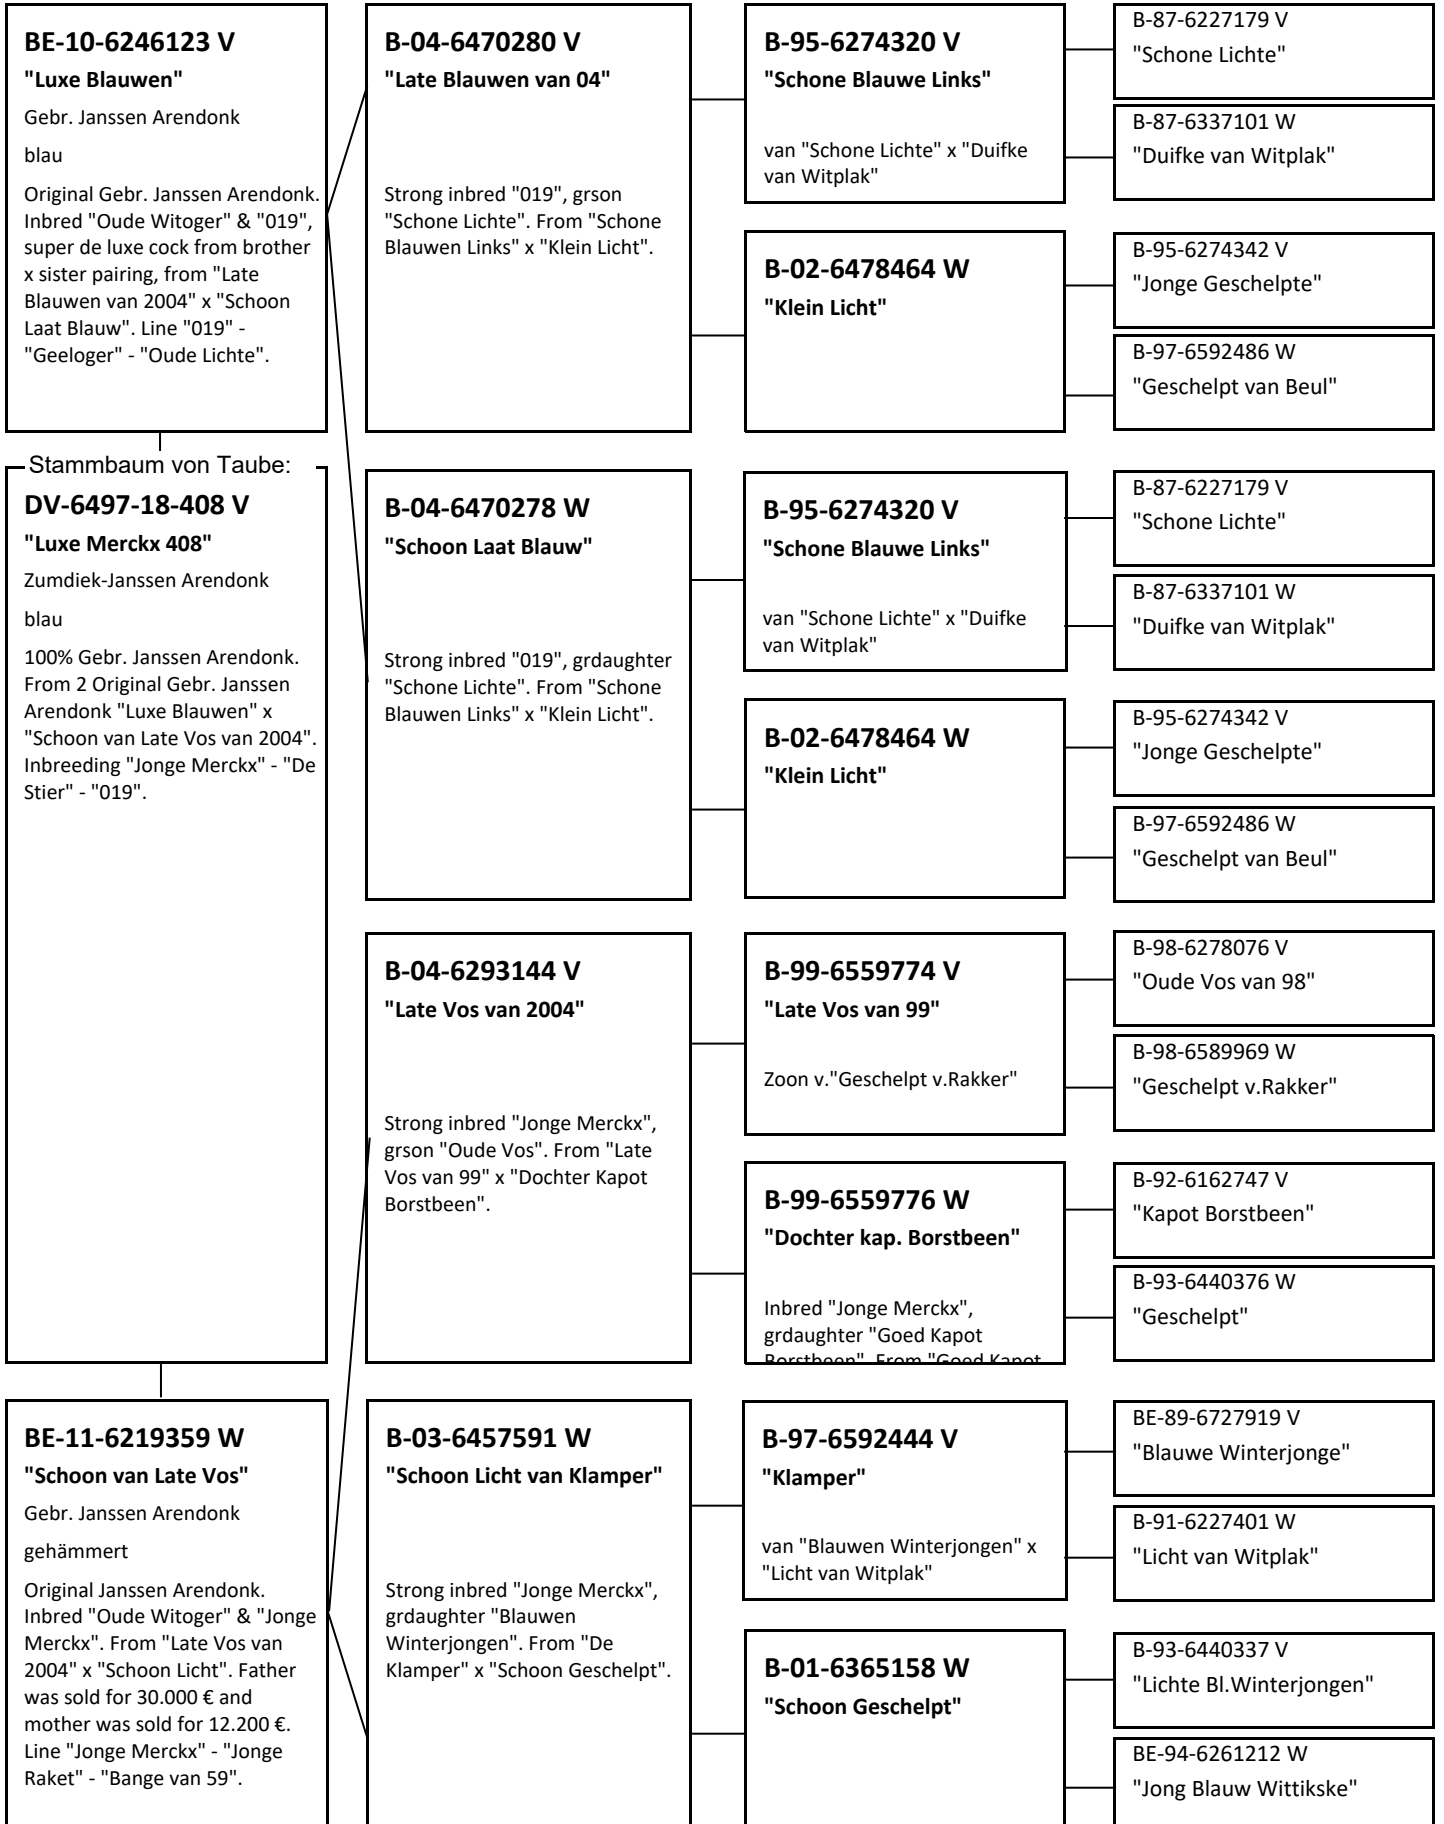 BE-10-6246123 V
"Luxe Blauwen"
Gebr. Janssen Arendonk
blau
Original Gebr. Janssen Arendonk.
Inbred "Oude Witoger" & "019",
super de luxe cock from brother
x sister pairing, from "Late
Blauwen van 2004" x "Schoon
Laat Blauw". Line "019" -
"Geeloger" - "Oude Lichte".
Stammbaum von Taube:
DV-6497-18-408 V
"Luxe Merckx 408"
Zumdiek-Janssen Arendonk
blau
100% Gebr. Janssen Arendonk.
From 2 Original Gebr. Janssen
Arendonk "Luxe Blauwen" x
"Schoon van Late Vos van 2004".
Inbreeding "Jonge Merckx" - "De
Stier" - "019".
BE-11-6219359 W
"Schoon van Late Vos"
Gebr. Janssen Arendonk
gehämmert
Original Janssen Arendonk.
Inbred "Oude Witoger" & "Jonge
Merckx". From "Late Vos van
2004" x "Schoon Licht". Father
was sold for 30.000 € and
mother was sold for 12.200 €.
Line "Jonge Merckx" - "Jonge
Raket" - "Bange van 59".
B-04-6470280 V
"Late Blauwen van 04"
Strong inbred "019", grson
"Schone Lichte". From "Schone
Blauwen Links" x "Klein Licht".
B-04-6470278 W
"Schoon Laat Blauw"
Strong inbred "019", grdaughter
"Schone Lichte". From "Schone
Blauwen Links" x "Klein Licht".
B-04-6293144 V
"Late Vos van 2004"
Strong inbred "Jonge Merckx",
grson "Oude Vos". From "Late
Vos van 99" x "Dochter Kapot
Borstbeen".
B-03-6457591 W
"Schoon Licht van Klamper"
Strong inbred "Jonge Merckx",
grdaughter "Blauwen
Winterjongen". From "De
Klamper" x "Schoon Geschelpt".
B-95-6274320 V
"Schone Blauwe Links"
van "Schone Lichte" x "Duifke
van Witplak"
B-02-6478464 W
"Klein Licht"
B-95-6274320 V
"Schone Blauwe Links"
van "Schone Lichte" x "Duifke
van Witplak"
B-02-6478464 W
"Klein Licht"
B-99-6559774 V
"Late Vos van 99"
Zoon v."Geschelpt v.Rakker"
B-99-6559776 W
"Dochter kap. Borstbeen"
Inbred "Jonge Merckx",
grdaughter "Goed Kapot
Borstbeen". From "Goed Kapot
B-97-6592444 V
"Klamper"
van "Blauwen Winterjongen" x
"Licht van Witplak"
B-01-6365158 W
"Schoon Geschelpt"
B-87-6227179 V
"Schone Lichte"
B-87-6337101 W
"Duifke van Witplak"
B-95-6274342 V
"Jonge Geschelpte"
B-97-6592486 W
"Geschelpt van Beul"
B-87-6227179 V
"Schone Lichte"
B-87-6337101 W
"Duifke van Witplak"
B-95-6274342 V
"Jonge Geschelpte"
B-97-6592486 W
"Geschelpt van Beul"
B-98-6278076 V
"Oude Vos van 98"
B-98-6589969 W
"Geschelpt v.Rakker"
B-92-6162747 V
"Kapot Borstbeen"
B-93-6440376 W
"Geschelpt"
BE-89-6727919 V
"Blauwe Winterjonge"
B-91-6227401 W
"Licht van Witplak"
B-93-6440337 V
"Lichte Bl.Winterjongen"
BE-94-6261212 W
"Jong Blauw Wittikske"